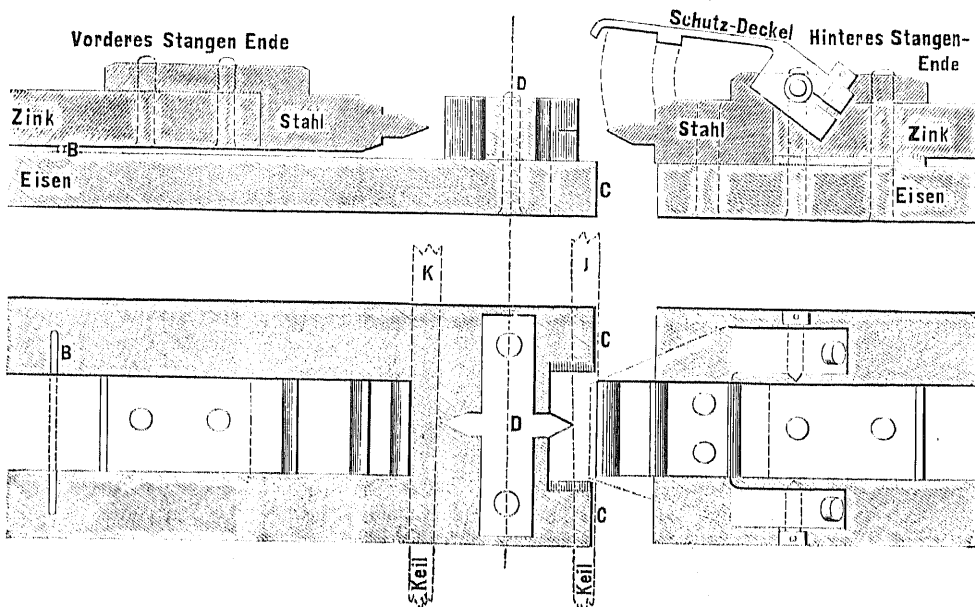 Vorderes Stangen Ende
Schutz-Deckel
Hinteres Stangen-
Ende
D
Zink
Stahl
Stahl
Zink
B
Eisen
C
Eisen
K
J
B
C
D
C
Keil
Keil